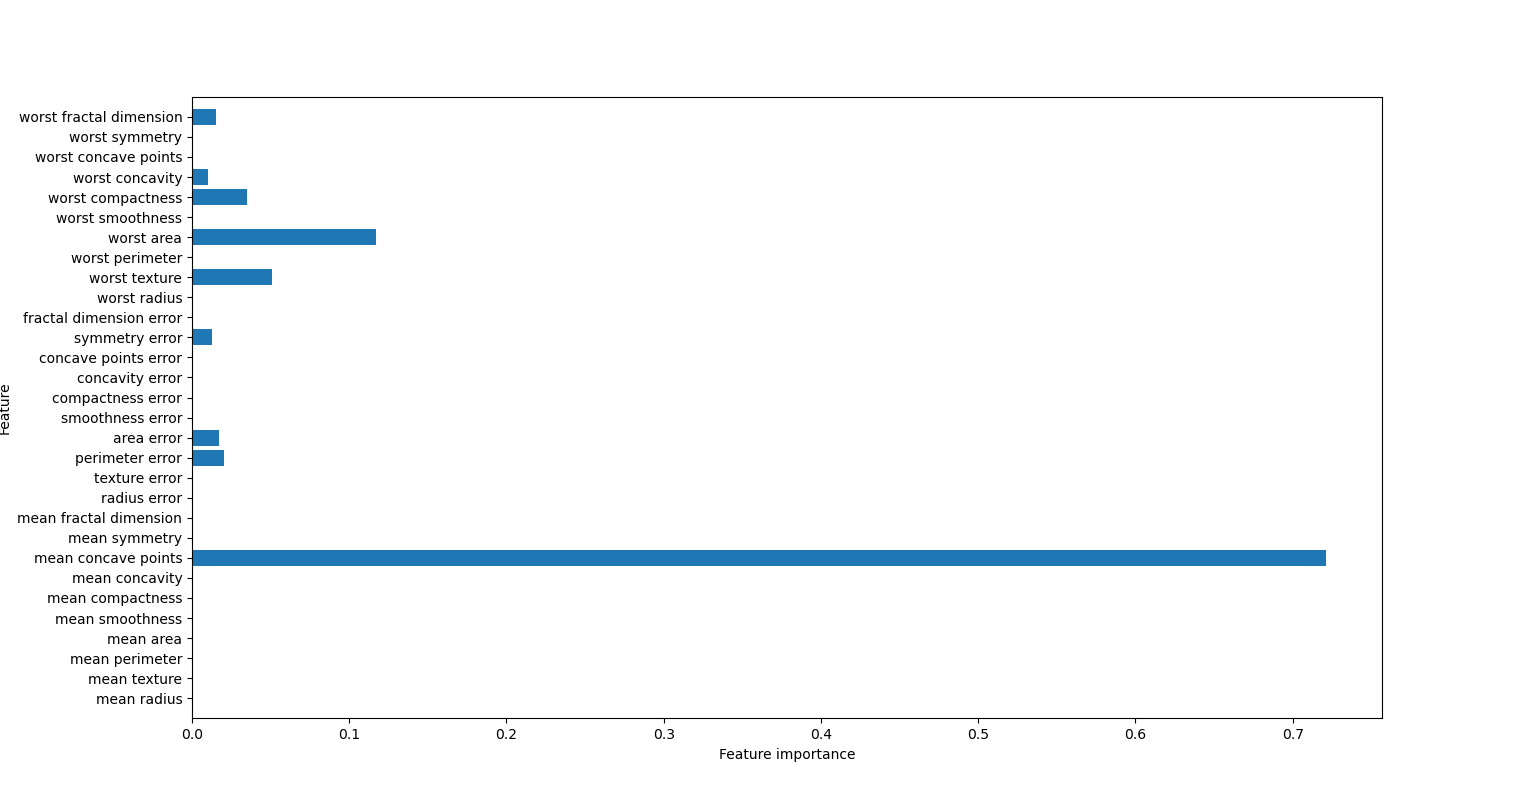 worst fractal dimension
worst symmetry
worst concave points
worst concavity
worst compactness
worst smoothness
worst area
worst perimeter
worst texture
worst radius
fractal dimension error
symmetry error
concave points error
concavity error
compactness error
smoothness error
area error
perimeter error
texture error
radius error
mean fractal dimension
mean symmetry
mean concave points
mean concavity
mean compactness
mean smoothness
mean area
mean perimeter
mean texture
mean radius
Feature
0.0 0.1 0.2 0.3 0.4 0.5 0.6 0.7
Feature importance